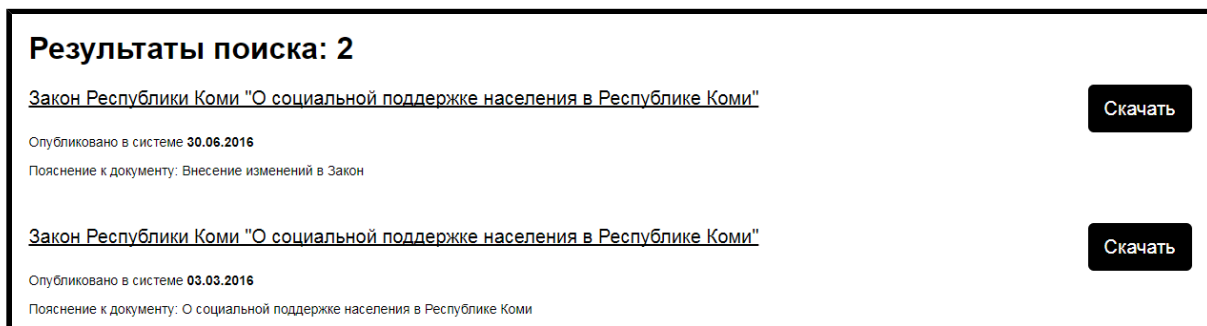 Результаты поиска: 2
Закон Республики Коми "О социальной поддержке населения в Республике Коми"
Скачать
Опубликовано в системе 30.06.2016
Пояснение к документу: Внесение изменений в Закон
Закон Республики Коми "О социальной поддержке населения в Республике Коми"
Скачать
Опубликовано в системе 03.03.2016
Пояснение к документу: О социальной поддержке населения в Республике Коми